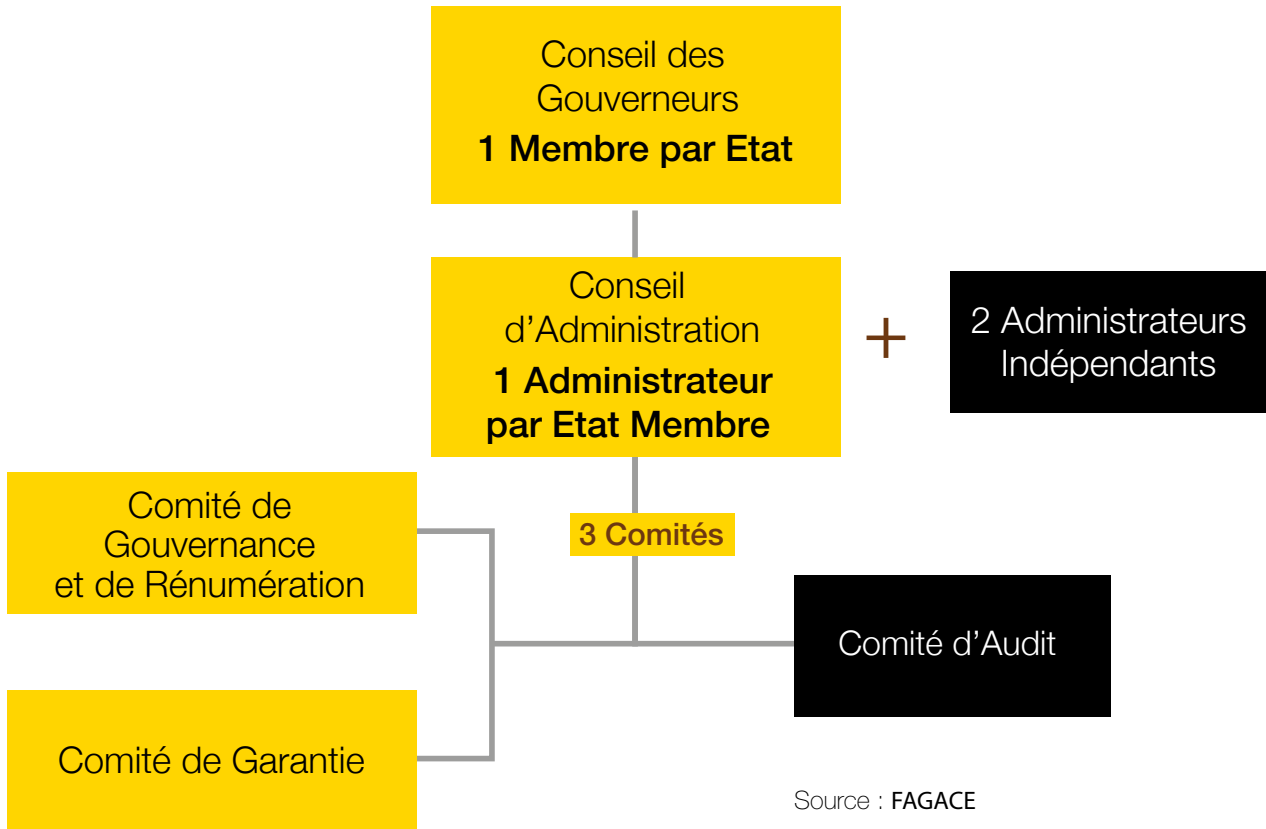 Conseil des
Gouverneurs
1 Membre par Etat
Conseil
d’Administration
1 Administrateur
par Etat Membre
+
2 Administrateurs
Indépendants
3 Comités
Comité de
Gouvernance
et de Rénumération
Comité d’Audit
Comité de Garantie
Source : FAGACE